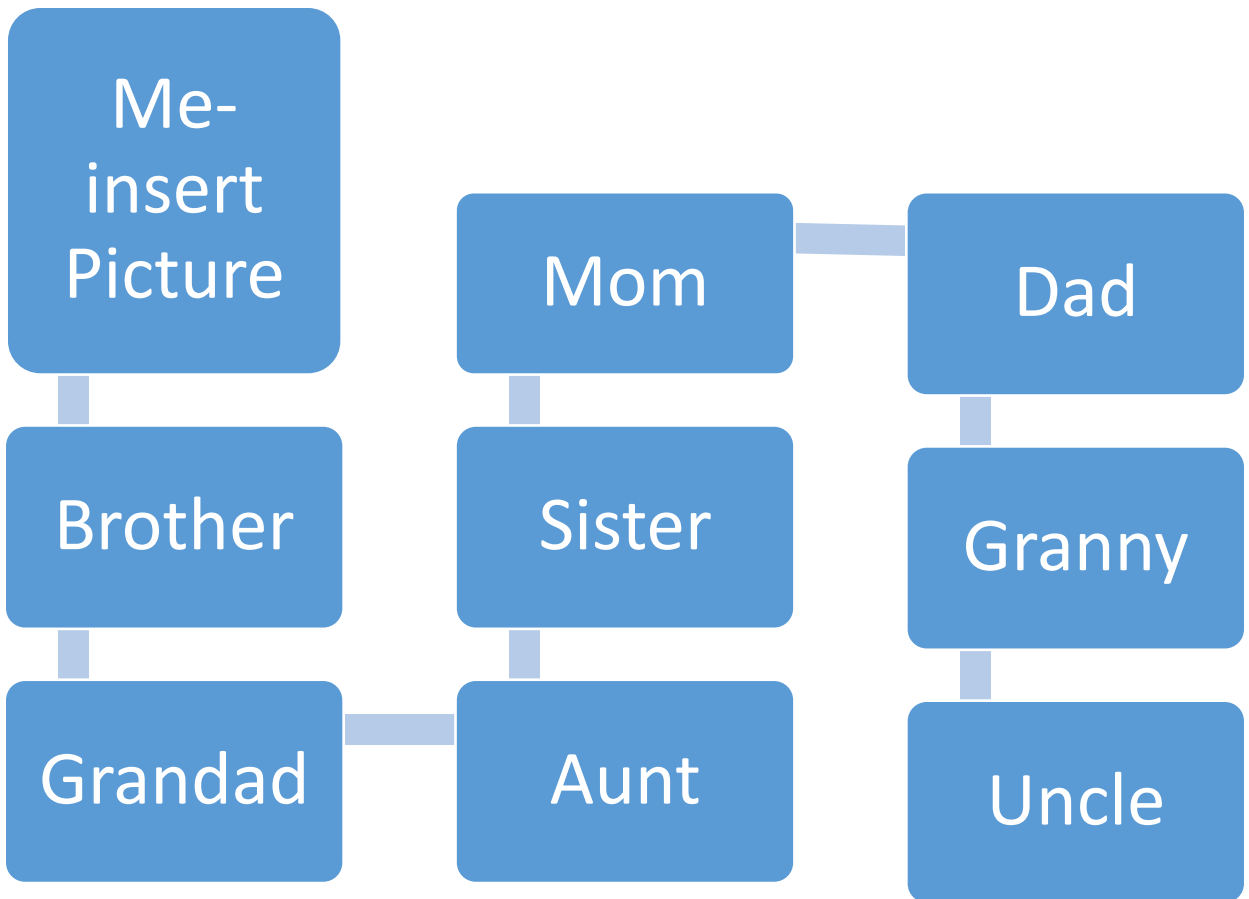 Me-
insert
Picture
Brother
Grandad
Aunt
Sister
Mom
Dad
Granny
Uncle